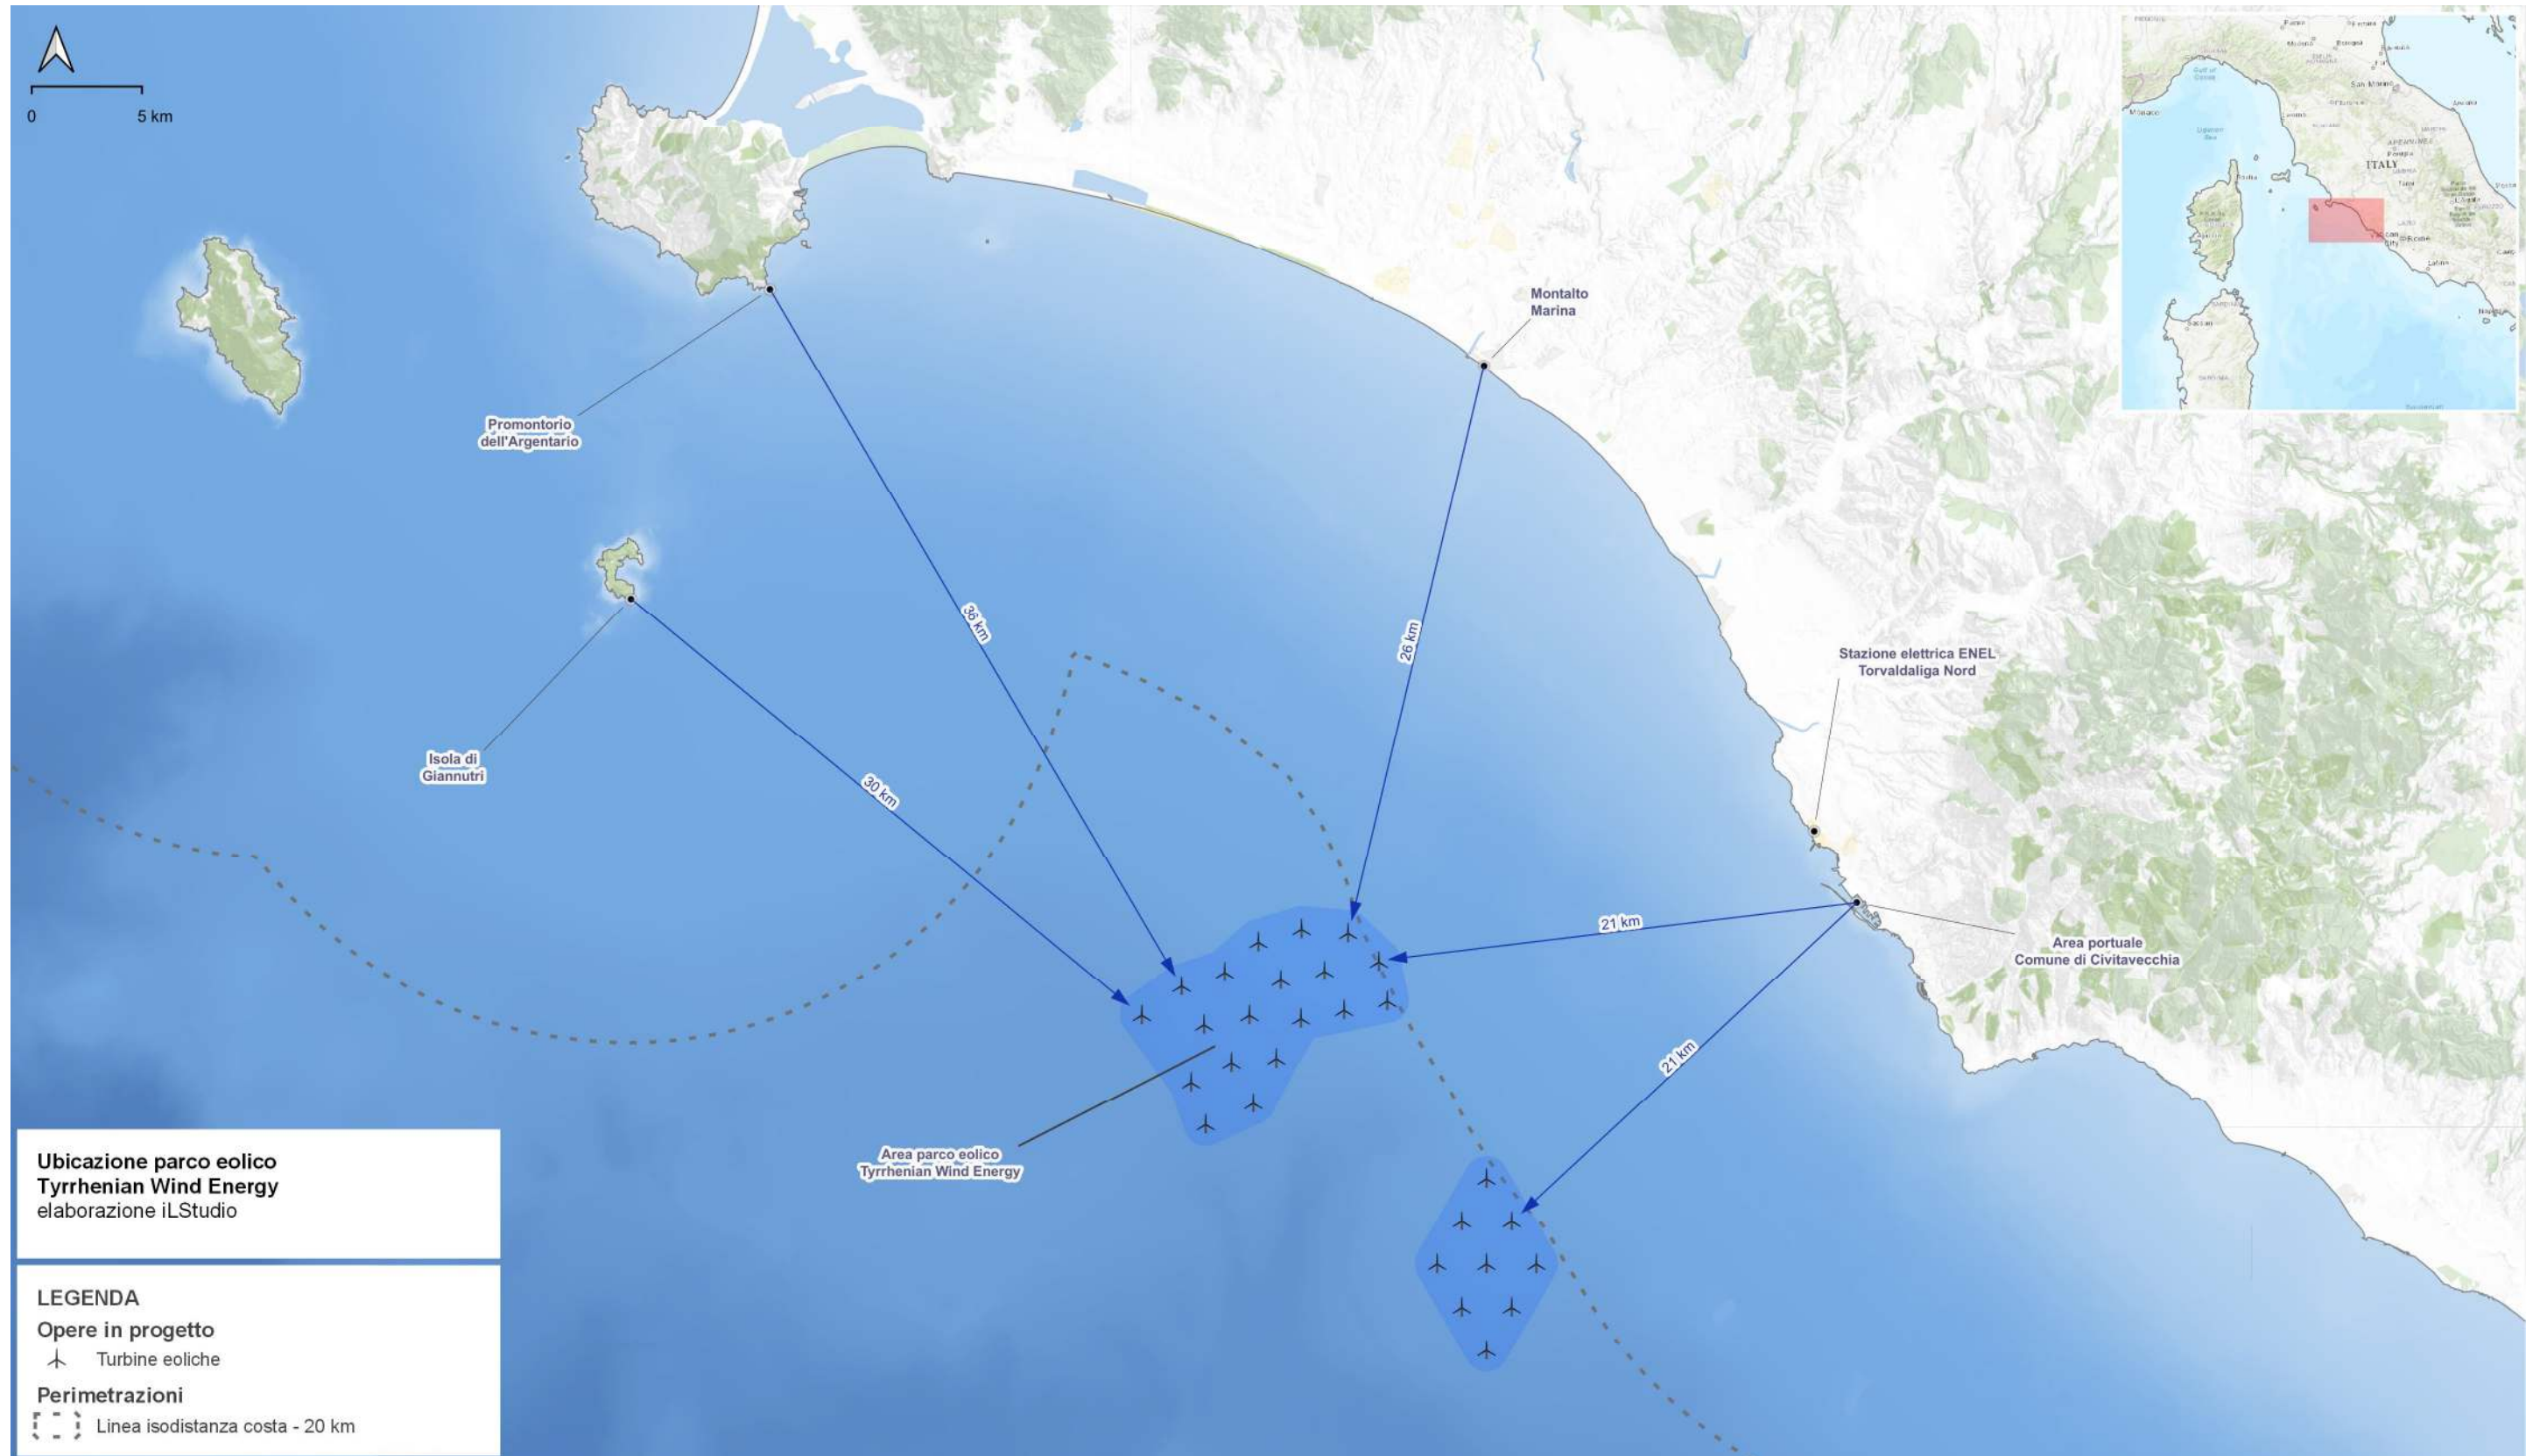 0
5 km
Montalto
Marina
Promontorio
dell'Argentario
36 km
26 km
Stazione elettrica ENEL
Torvaldaliga Nord
Isola di
Giannutri
30 km
21 km
Area portuale
Comune di Civitavecchia
21 km
Area parco eolico
Tyrrhenian Wind Energy
Ubicazione parco eolico
Tyrrhenian Wind Energy
elaborazione iLStudio
LEGENDA
Opere in progetto
Turbine eoliche
Perimetrazioni
Linea isodistanza costa - 20 km
Monaco
San Marino
ITALY